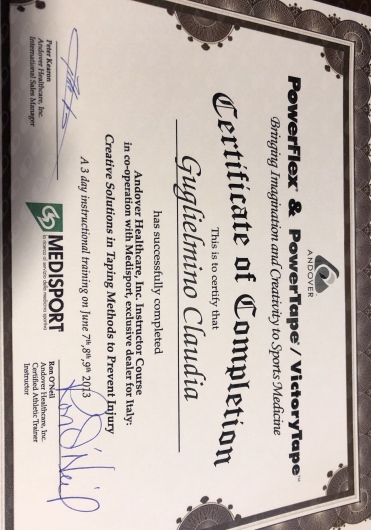 ANDOVER
PowerFlex® & PowerTape®/VictoryTape™
Bringing Imagination and Creativity to Sports Medicine
Certificate of Completion
This is to certify that
Guglielmino Claudia
has successfully completed
Andover Healthcare, Inc. Instructor Course
in co-operation with Medisport, exclusive dealer for Italy:
Creative Solutions in Taping Methods to Prevent Injury
A 3 day instructional training on June 7th,8th,9th 2013
Peter Kearon
Andover Healthcare, Inc.
International Sales Manager
MEDISPORT
Ron O'Neil
Andover Healthcare, Inc.
Certified Athletic Trainer
Instructor